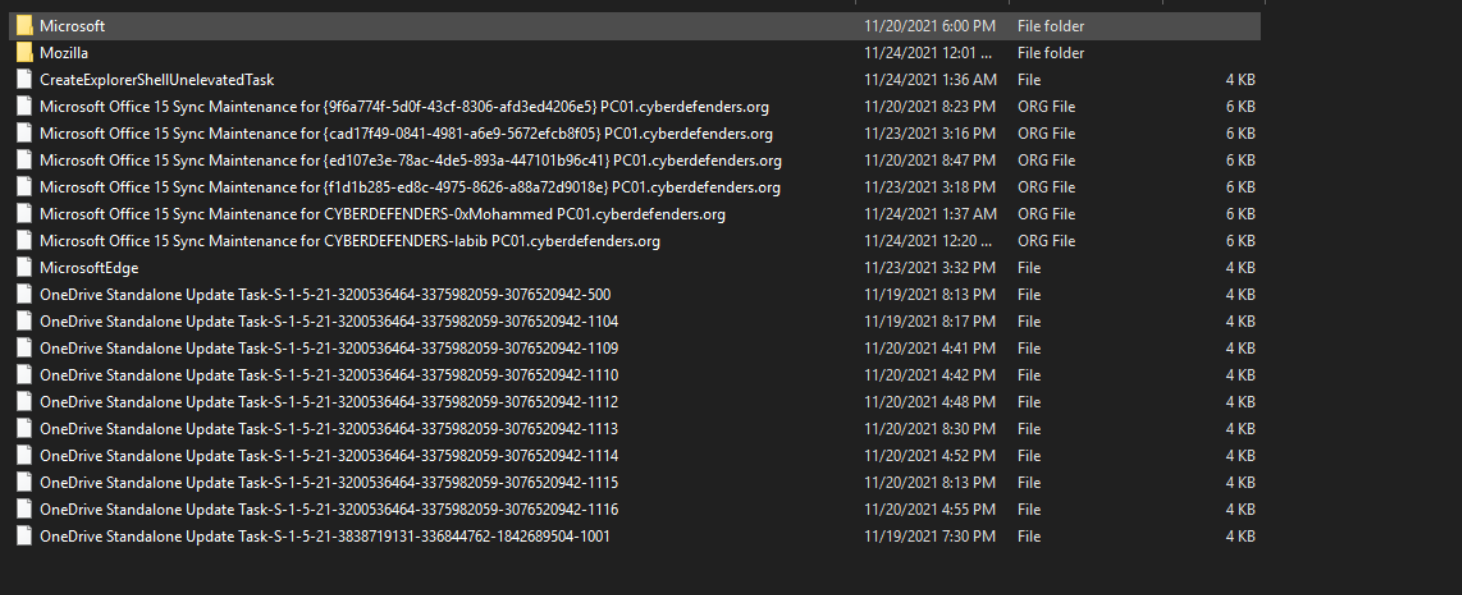 Microsoft 11/20/2021 6:00 PM File folder
Mozilla 11/24/2021 12:01 ... File folder
CreateExplorerShellUnelevatedTask 11/24/2021 1:36 AM File 4 KB
Microsoft Office 15 Sync Maintenance for {9f6a774f-5d0f-43cf-8306-afd3ed4206e5} PC01.cyberdefenders.org 11/20/2021 8:23 PM ORG File 6 KB
Microsoft Office 15 Sync Maintenance for {cad17f49-0841-4981-a6e9-5672efcb8f05} PC01.cyberdefenders.org 11/23/2021 3:16 PM ORG File 6 KB
Microsoft Office 15 Sync Maintenance for {ed107e3e-78ac-4de5-893a-447101b96c41} PC01.cyberdefenders.org 11/20/2021 8:47 PM ORG File 6 KB
Microsoft Office 15 Sync Maintenance for {f1d1b285-ed8c-4975-8626-a88a72d9018e} PC01.cyberdefenders.org 11/23/2021 3:18 PM ORG File 6 KB
Microsoft Office 15 Sync Maintenance for CYBERDEFENDERS-0xMohammed PC01.cyberdefenders.org 11/24/2021 1:37 AM ORG File 6 KB
Microsoft Office 15 Sync Maintenance for CYBERDEFENDERS-labib PC01.cyberdefenders.org 11/24/2021 12:20 ... ORG File 6 KB
MicrosoftEdge 11/23/2021 3:32 PM File 4 KB
OneDrive Standalone Update Task-S-1-5-21-3200536464-3375982059-3076520942-500 11/19/2021 8:13 PM File 4 KB
OneDrive Standalone Update Task-S-1-5-21-3200536464-3375982059-3076520942-1104 11/19/2021 8:17 PM File 4 KB
OneDrive Standalone Update Task-S-1-5-21-3200536464-3375982059-3076520942-1109 11/20/2021 4:41 PM File 4 KB
OneDrive Standalone Update Task-S-1-5-21-3200536464-3375982059-3076520942-1110 11/20/2021 4:42 PM File 4 KB
OneDrive Standalone Update Task-S-1-5-21-3200536464-3375982059-3076520942-1112 11/20/2021 4:48 PM File 4 KB
OneDrive Standalone Update Task-S-1-5-21-3200536464-3375982059-3076520942-1113 11/20/2021 8:30 PM File 4 KB
OneDrive Standalone Update Task-S-1-5-21-3200536464-3375982059-3076520942-1114 11/20/2021 4:52 PM File 4 KB
OneDrive Standalone Update Task-S-1-5-21-3200536464-3375982059-3076520942-1115 11/20/2021 8:13 PM File 4 KB
OneDrive Standalone Update Task-S-1-5-21-3200536464-3375982059-3076520942-1116 11/20/2021 4:55 PM File 4 KB
OneDrive Standalone Update Task-S-1-5-21-3838719131-336844762-1842689504-1001 11/19/2021 7:30 PM File 4 KB